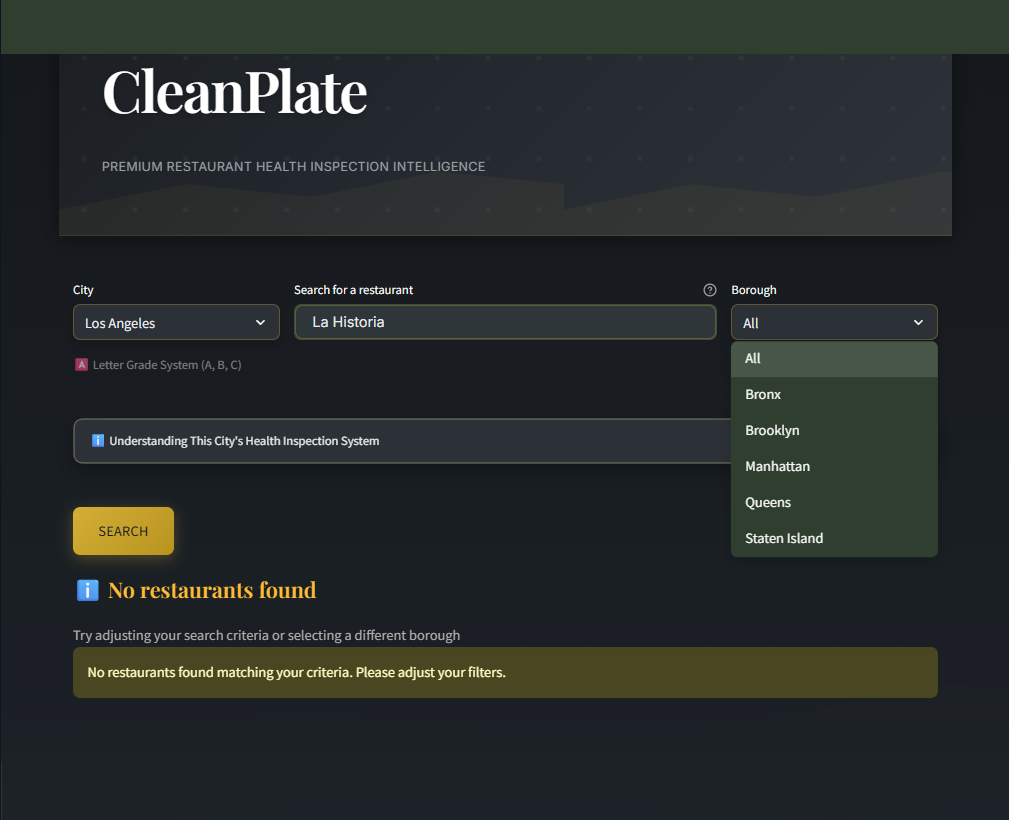 CleanPlate
PREMIUM RESTAURANT HEALTH INSPECTION INTELLIGENCE
City
Search for a restaurant
?
Borough
Los Angeles
La Historia
All
A Letter Grade System (A, B, C)
All
Bronx
Brooklyn
Manhattan
Queens
Staten Island
i Understanding This City's Health Inspection System
SEARCH
i No restaurants found
Try adjusting your search criteria or selecting a different borough
No restaurants found matching your criteria. Please adjust your filters.